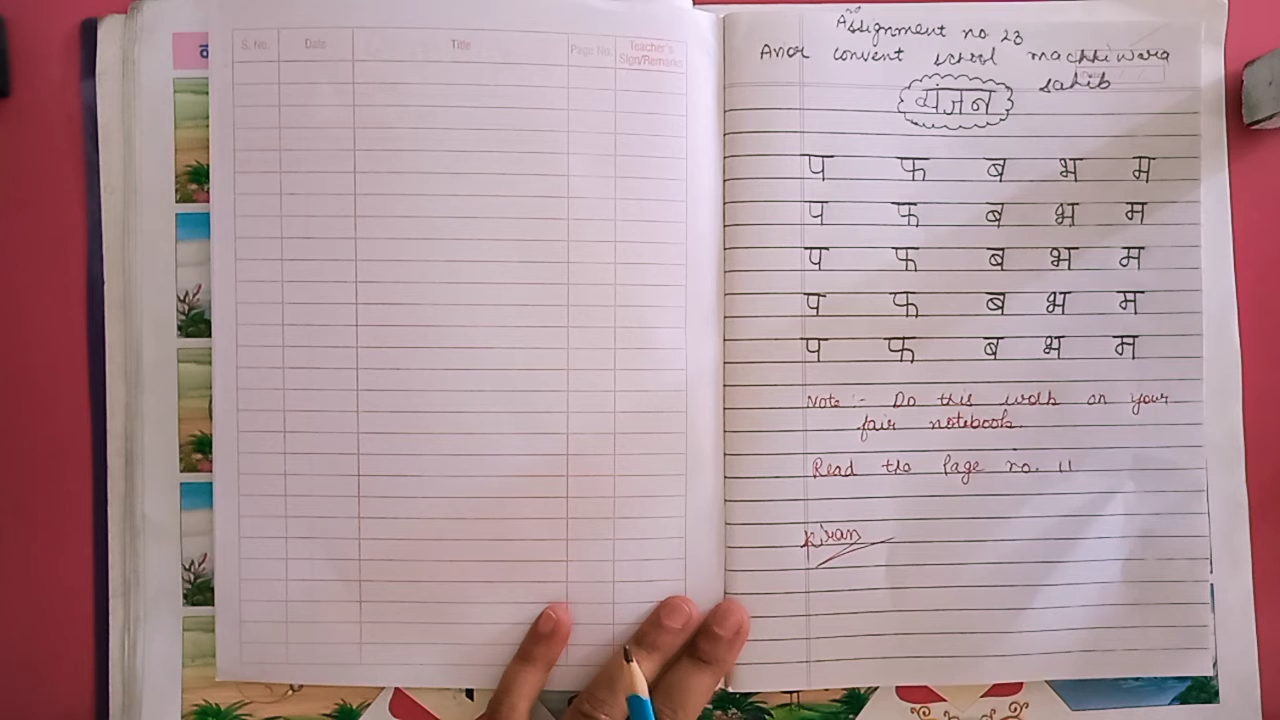 S. No. Date Title Page No. Teacher's Sign/Remarks
Assignment no 23
Anor convent school machhiwara
sahib
व्यंजन
प फ ब भ म
प फ ब भ म
प फ ब भ म
प फ ब भ म
प फ ब भ म
Note :- Do this work on your
fair notebook.
Read the Page no. 11
Kiran